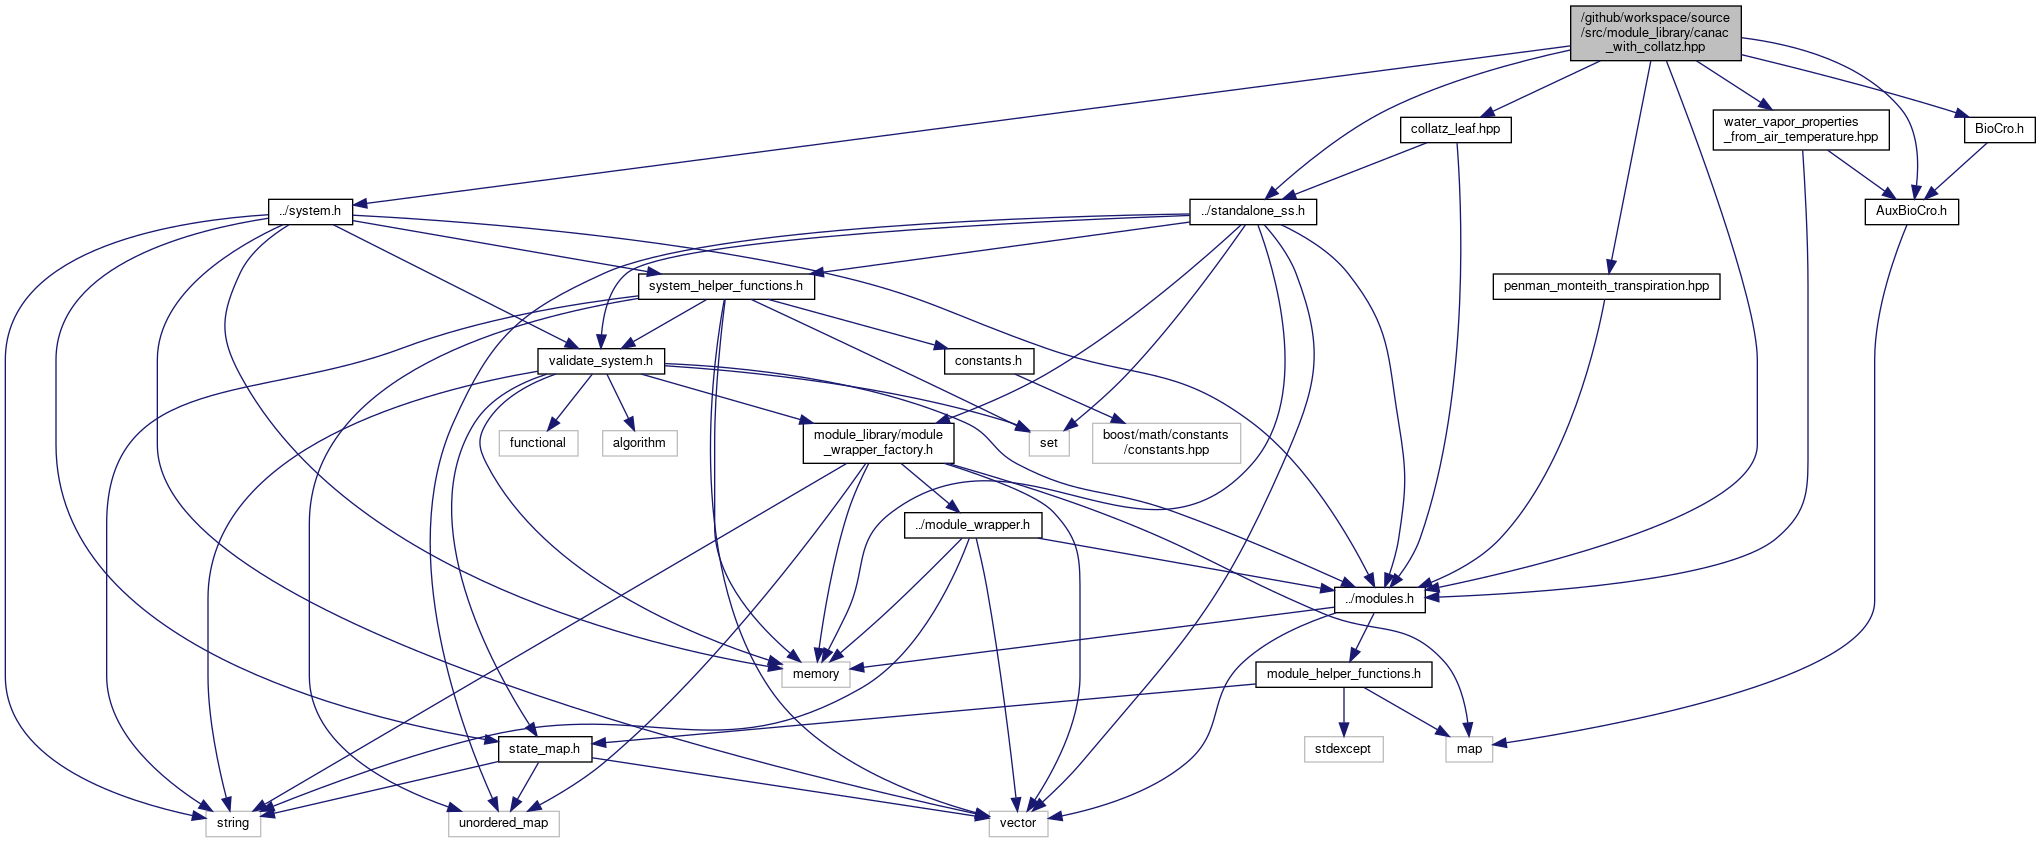 /github/workspace/source
/src/module_library/canac
_with_collatz.hpp
collatz_leaf.hpp
water_vapor_properties
_from_air_temperature.hpp
BioCro.h
../system.h
../standalone_ss.h
AuxBioCro.h
system_helper_functions.h
penman_monteith_transpiration.hpp
validate_system.h
constants.h
functional
algorithm
module_library/module
_wrapper_factory.h
set
boost/math/constants
/constants.hpp
../module_wrapper.h
../modules.h
memory
module_helper_functions.h
state_map.h
stdexcept
map
string
unordered_map
vector